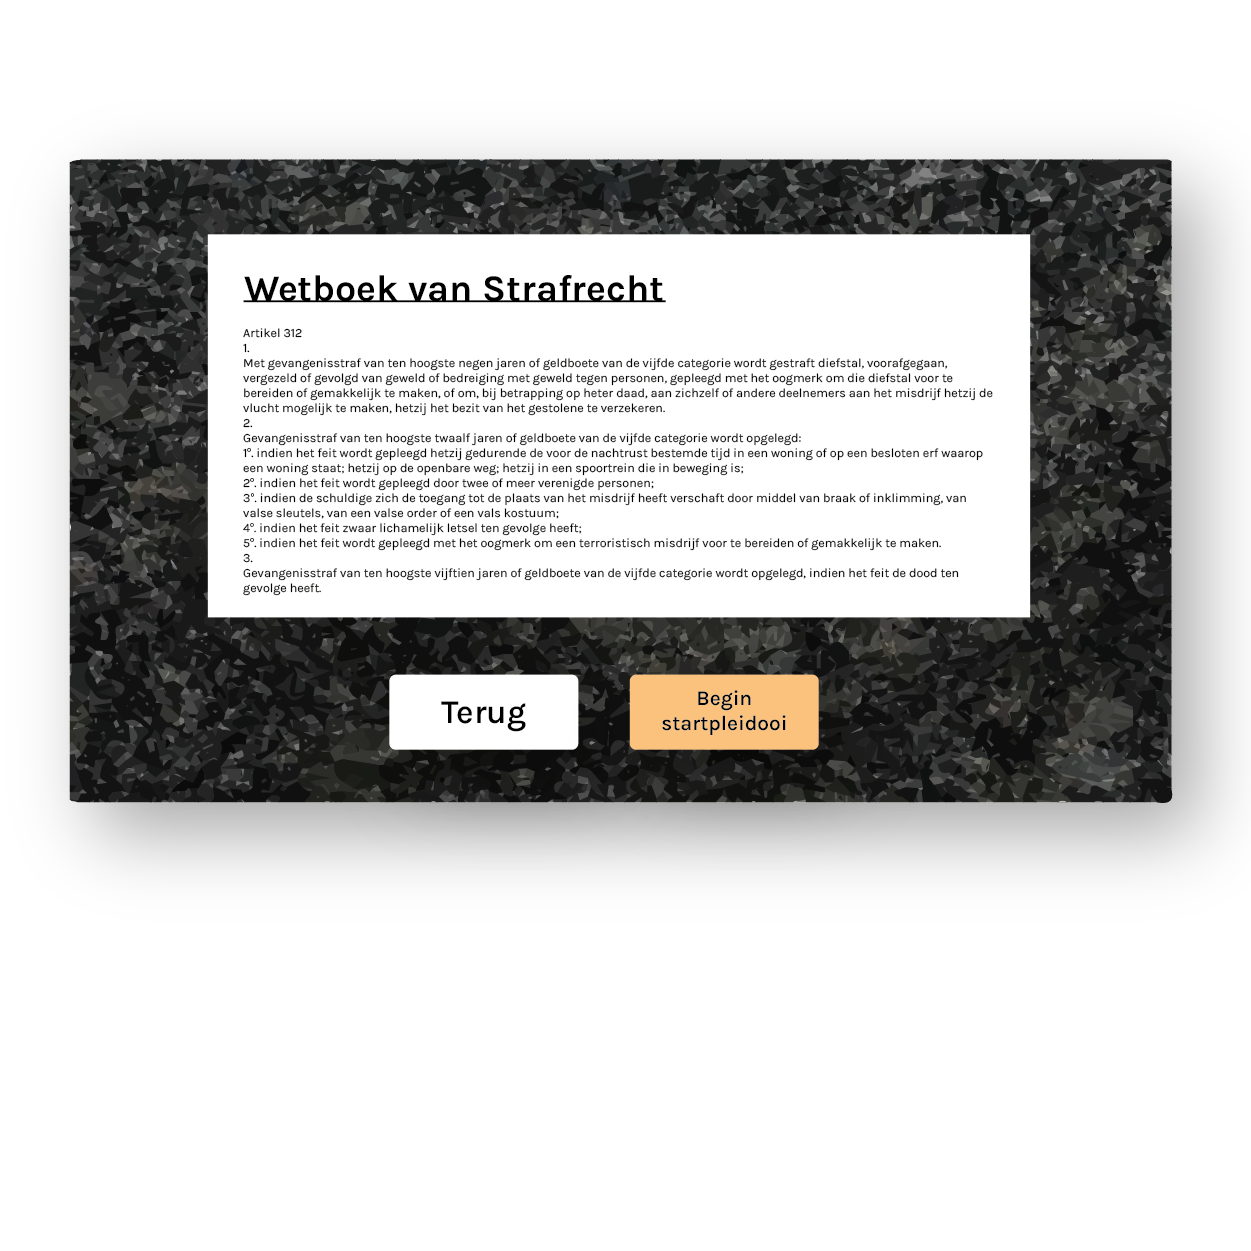 Wetboek van Strafrecht
Artikel 312
1.
Met gevangenisstraf van ten hoogste negen jaren of geldboete van de vijfde categorie wordt gestraft diefstal, voorafgegaan,
vergezeld of gevolgd van geweld of bedreiging met geweld tegen personen, gepleegd met het oogmerk om die diefstal voor te
bereiden of gemakkelijk te maken, of om, bij betrapping op heter daad, aan zichzelf of andere deelnemers aan het misdrijf hetzij de
vlucht mogelijk te maken, hetzij het bezit van het gestolene te verzekeren.
2.
Gevangenisstraf van ten hoogste twaalf jaren of geldboete van de vijfde categorie wordt opgelegd:
1°. indien het feit wordt gepleegd hetzij gedurende de voor de nachtrust bestemde tijd in een woning of op een besloten erf waarop
een woning staat; hetzij op de openbare weg; hetzij in een spoortrein die in beweging is;
2°. indien het feit wordt gepleegd door twee of meer verenigde personen;
3°. indien de schuldige zich de toegang tot de plaats van het misdrijf heeft verschaft door middel van braak of inklimming, van
valse sleutels, van een valse order of een vals kostuum;
4°. indien het feit zwaar lichamelijk letsel ten gevolge heeft;
5°. indien het feit wordt gepleegd met het oogmerk om een terroristisch misdrijf voor te bereiden of gemakkelijk te maken.
3.
Gevangenisstraf van ten hoogste vijftien jaren of geldboete van de vijfde categorie wordt opgelegd, indien het feit de dood ten
gevolge heeft.
Terug
Begin
startpleidooi